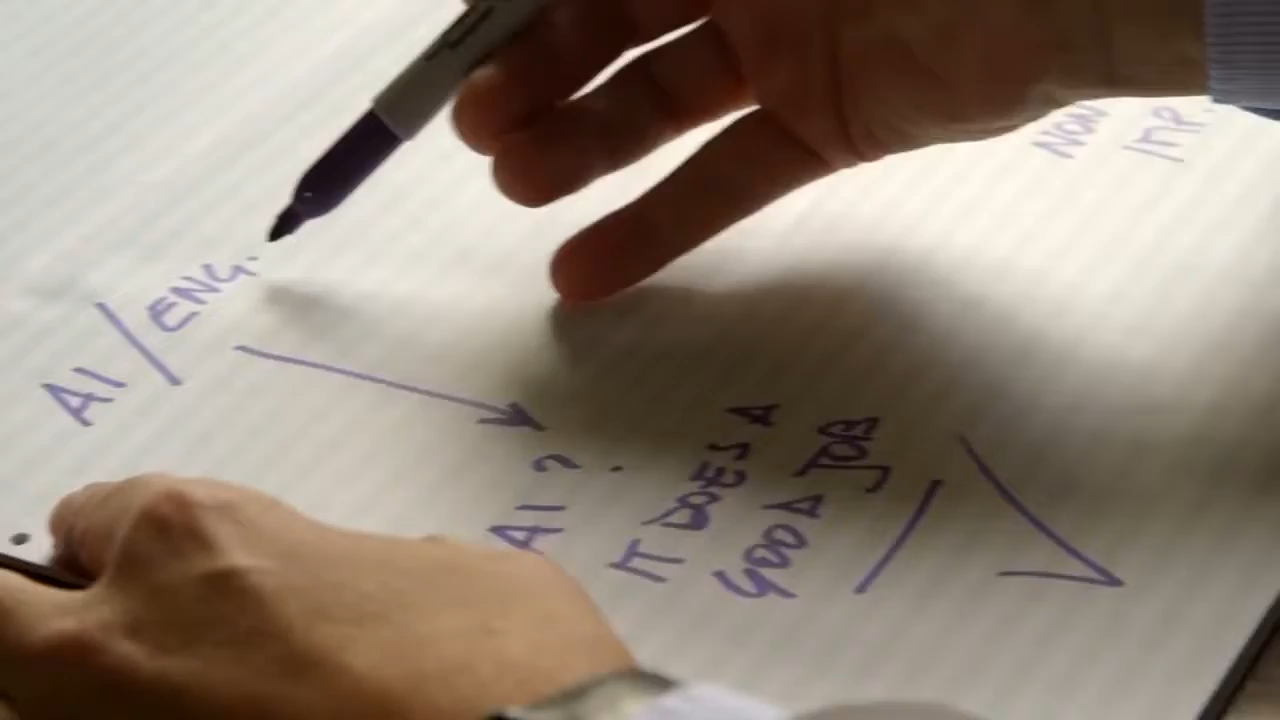 NON
IMP.
AI/ENG.
AI?
IT DOES A
GOOD JOB